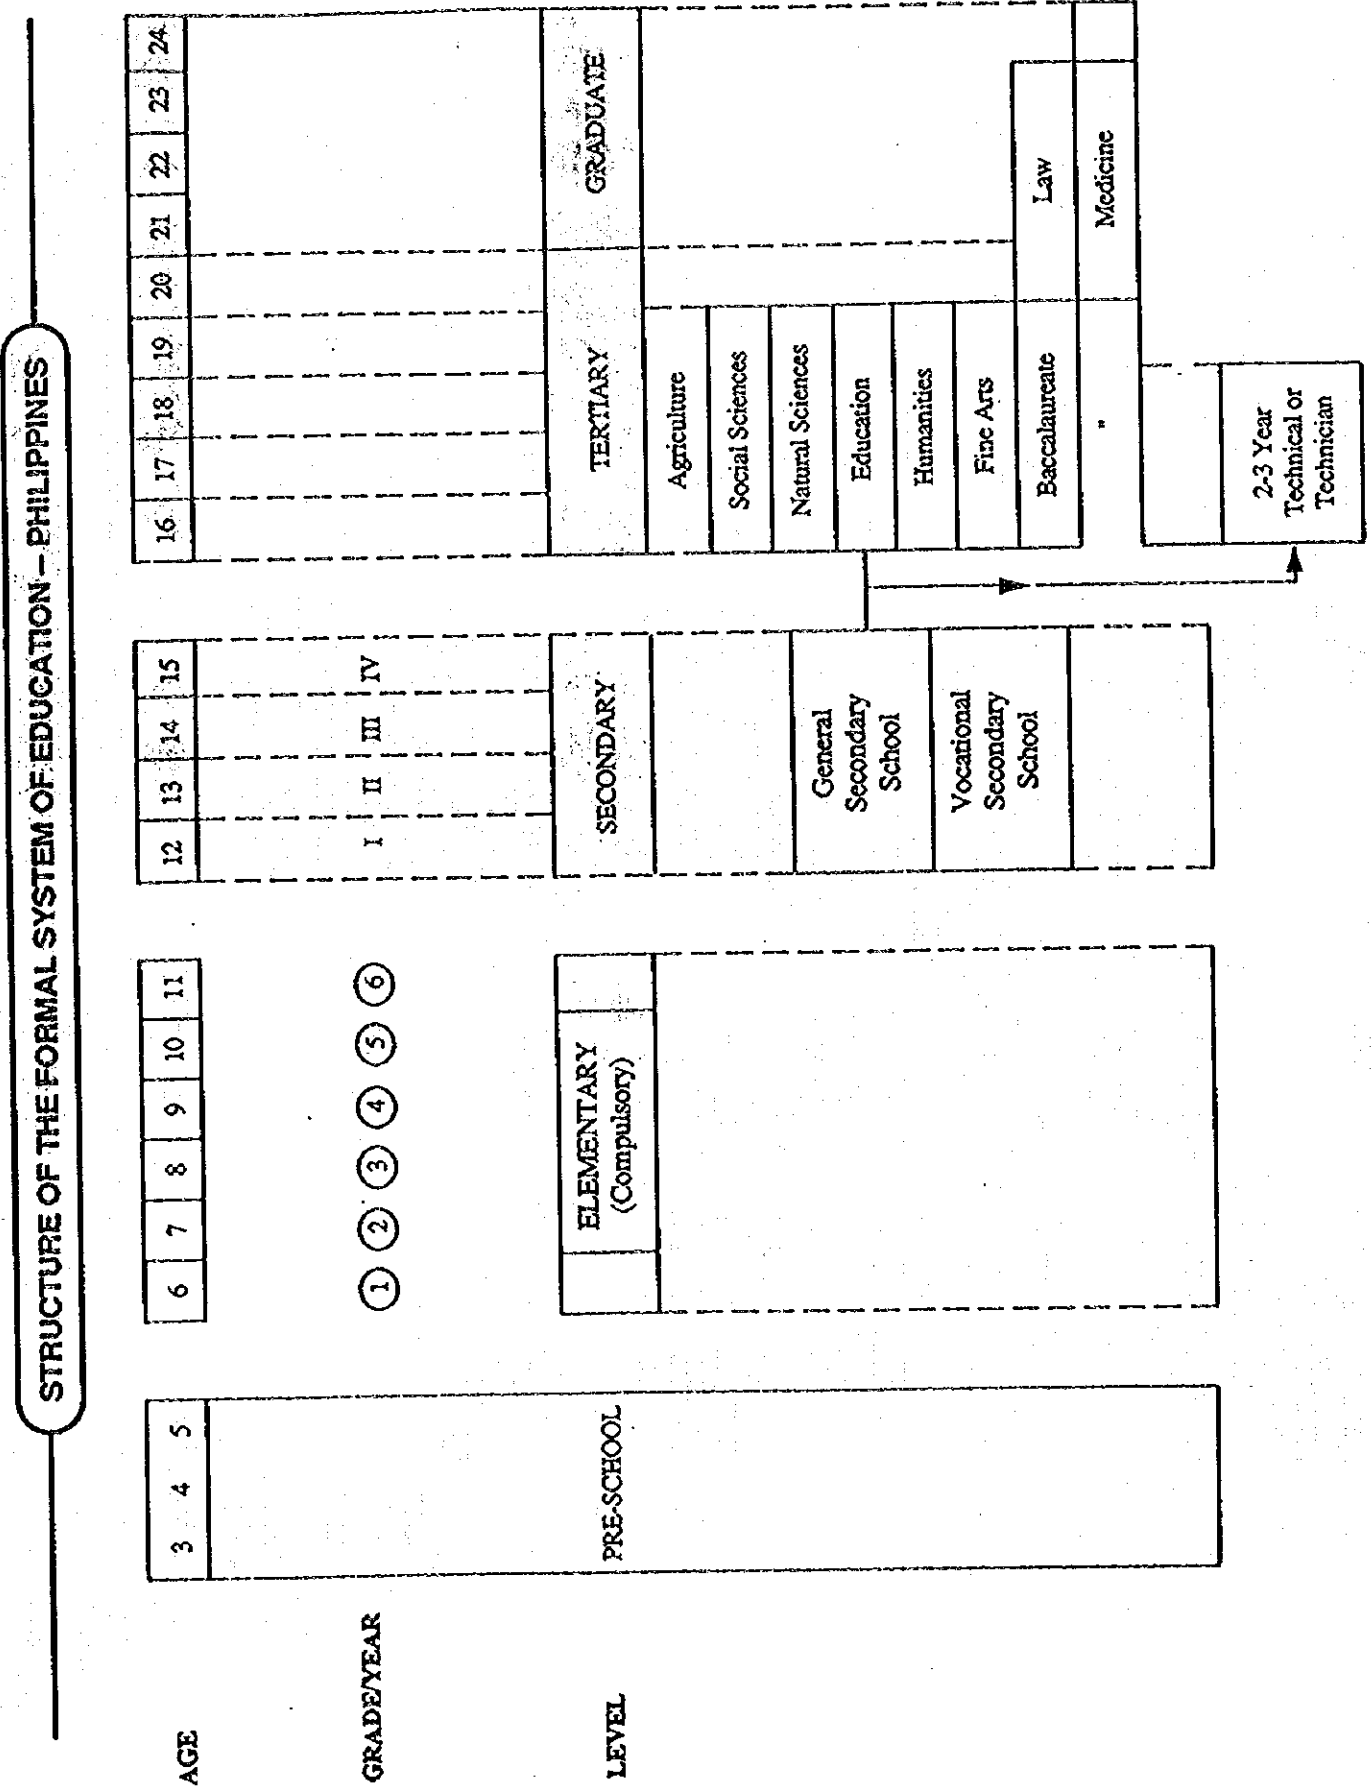 STRUCTURE OF THE FORMAL SYSTEM OF EDUCATION – PHILIPPINES
AGE
3 4 5
6 7 8 9 10 11
12 13 14 15
16 17 18 19 20 21 22 23 24
GRADE/YEAR
1 2 3 4 5 6
I II III IV
LEVEL
PRE-SCHOOL
ELEMENTARY
(Compulsory)
SECONDARY
General
Secondary
School
Vocational
Secondary
School
TERTIARY
GRADUATE
Agriculture
Social Sciences
Natural Sciences
Education
Humanities
Fine Arts
Baccalaureate
Law
"
Medicine
2-3 Year
Technical or
Technician